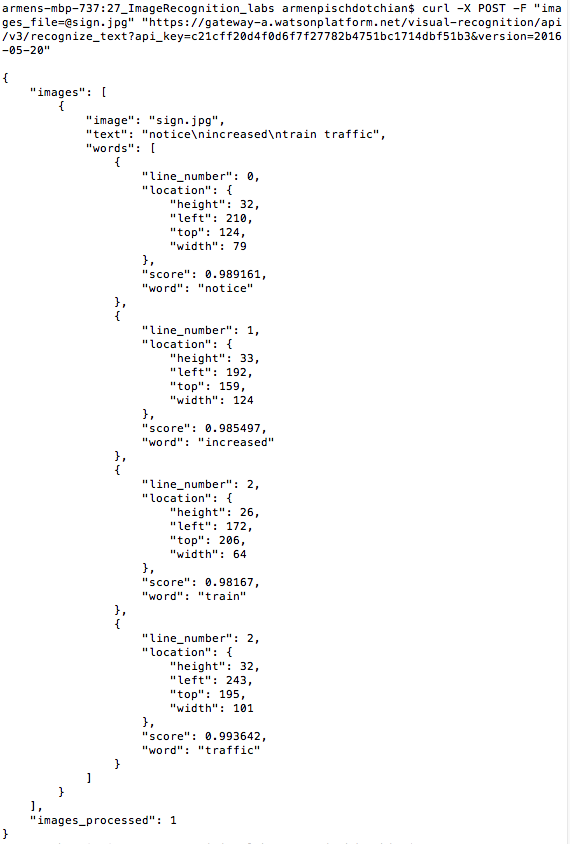 armens-mbp-737:27_ImageRecognition_labs armenpischdotchian$ curl -X POST -F "ima
ges_file=@sign.jpg" "https://gateway-a.watsonplatform.net/visual-recognition/api
/v3/recognize_text?api_key=c21cff20d4f0d6f7f27782b4751bc1714dbf51b3&version=2016
-05-20"
{
    "images": [
        {
            "image": "sign.jpg",
            "text": "notice\nincreased\ntrain traffic",
            "words": [
                {
                    "line_number": 0,
                    "location": {
                        "height": 32,
                        "left": 210,
                        "top": 124,
                        "width": 79
                    },
                    "score": 0.989161,
                    "word": "notice"
                },
                {
                    "line_number": 1,
                    "location": {
                        "height": 33,
                        "left": 192,
                        "top": 159,
                        "width": 124
                    },
                    "score": 0.985497,
                    "word": "increased"
                },
                {
                    "line_number": 2,
                    "location": {
                        "height": 26,
                        "left": 172,
                        "top": 206,
                        "width": 64
                    },
                    "score": 0.98167,
                    "word": "train"
                },
                {
                    "line_number": 2,
                    "location": {
                        "height": 32,
                        "left": 243,
                        "top": 195,
                        "width": 101
                    },
                    "score": 0.993642,
                    "word": "traffic"
                }
            ]
        }
    ],
    "images_processed": 1
}